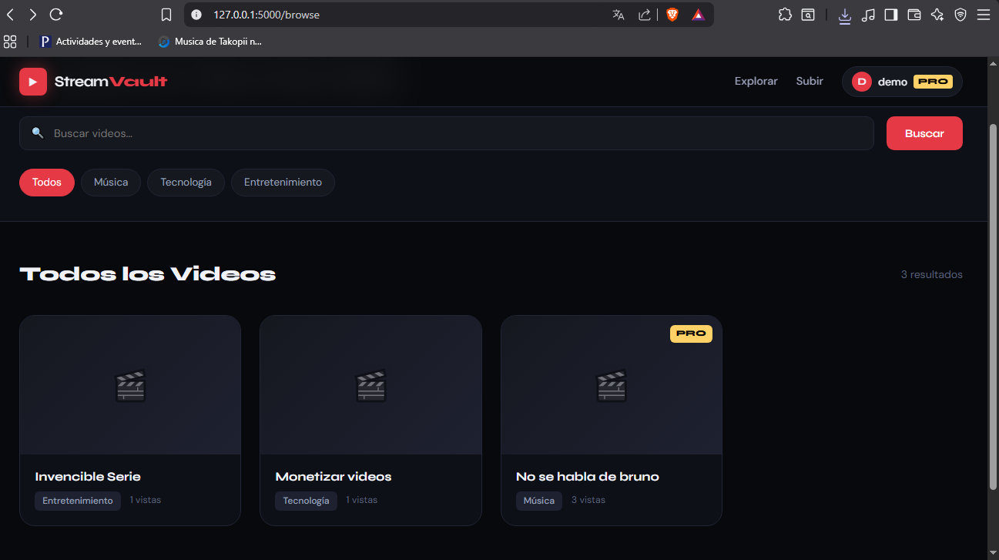 127.0.0.1:5000/browse
Actividades y event... Musica de Takopii n...
StreamVault Explorar Subir D demo PRO
Buscar videos... Buscar
Todos Música Tecnología Entretenimiento
Todos los Videos 3 resultados
PRO
Invencible Serie
Entretenimiento 1 vistas
Monetizar videos
Tecnología 1 vistas
No se habla de bruno
Música 3 vistas